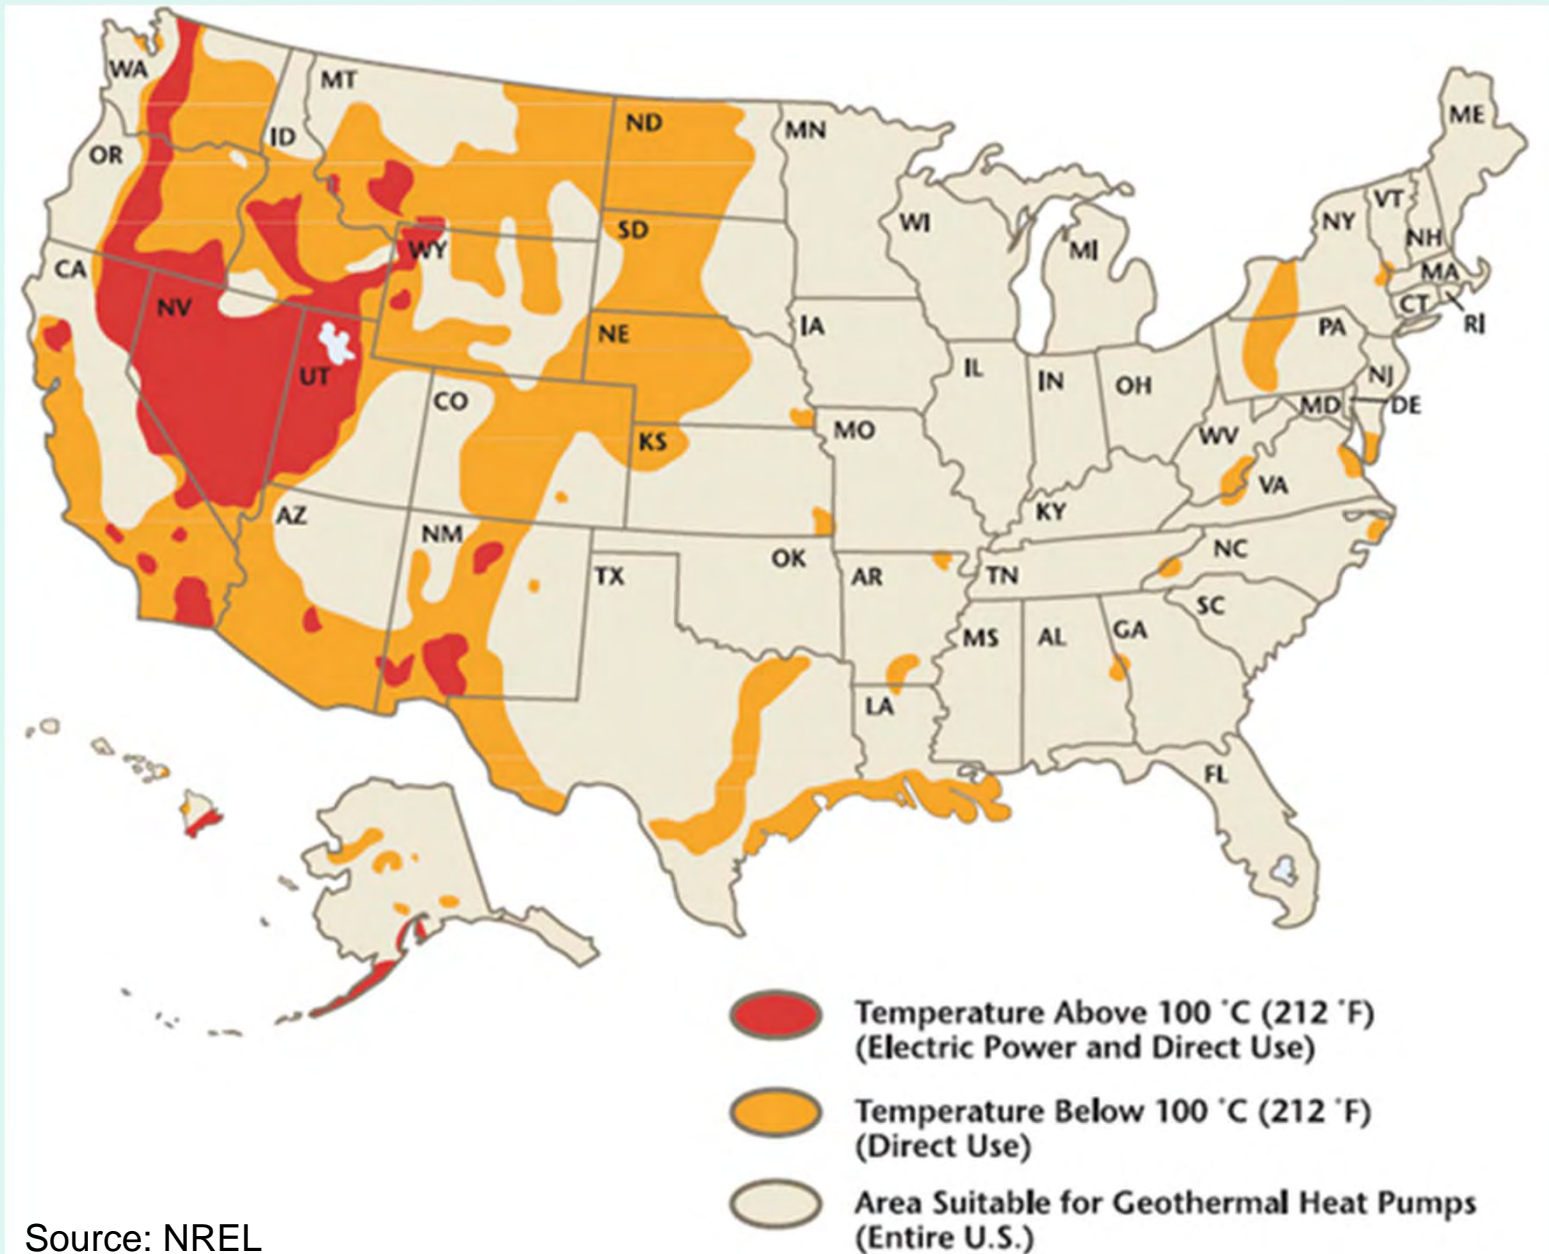 WA
MT
ND
MN
ME
ID
OR
VT
NY
WI
SD
NH
MI
WY
CA
MA
CT
NV
RI
NE
IA
PA
IL
UT
IN
OH
NJ
CO
MD
DE
MO
WV
KS
VA
KY
AZ
NM
NC
OK
TX
AR
TN
SC
GA
MS
AL
LA
FL
Temperature Above 100 ˚C (212 ˚F)
(Electric Power and Direct Use)
Temperature Below 100 ˚C (212 ˚F)
(Direct Use)
Area Suitable for Geothermal Heat Pumps
(Entire U.S.)
Source: NREL